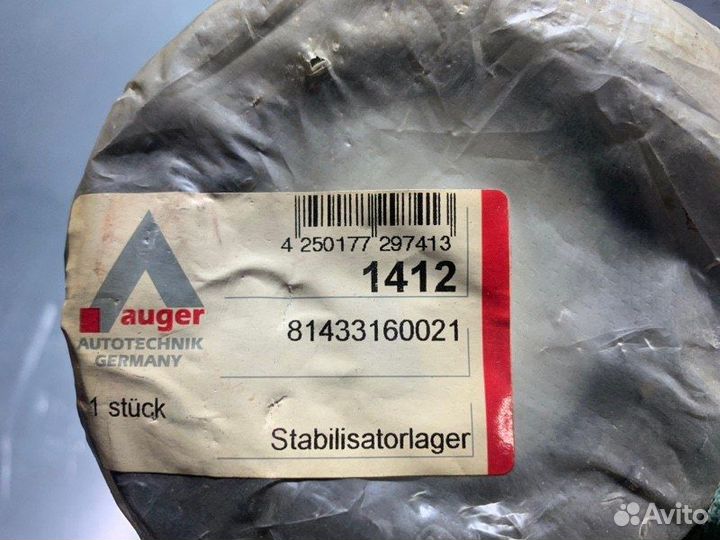 4 250177 297413
1412
auger
AUTOTECHNIK
GERMANY
81433160021
1 stück
Stabilisatorlager
Avito